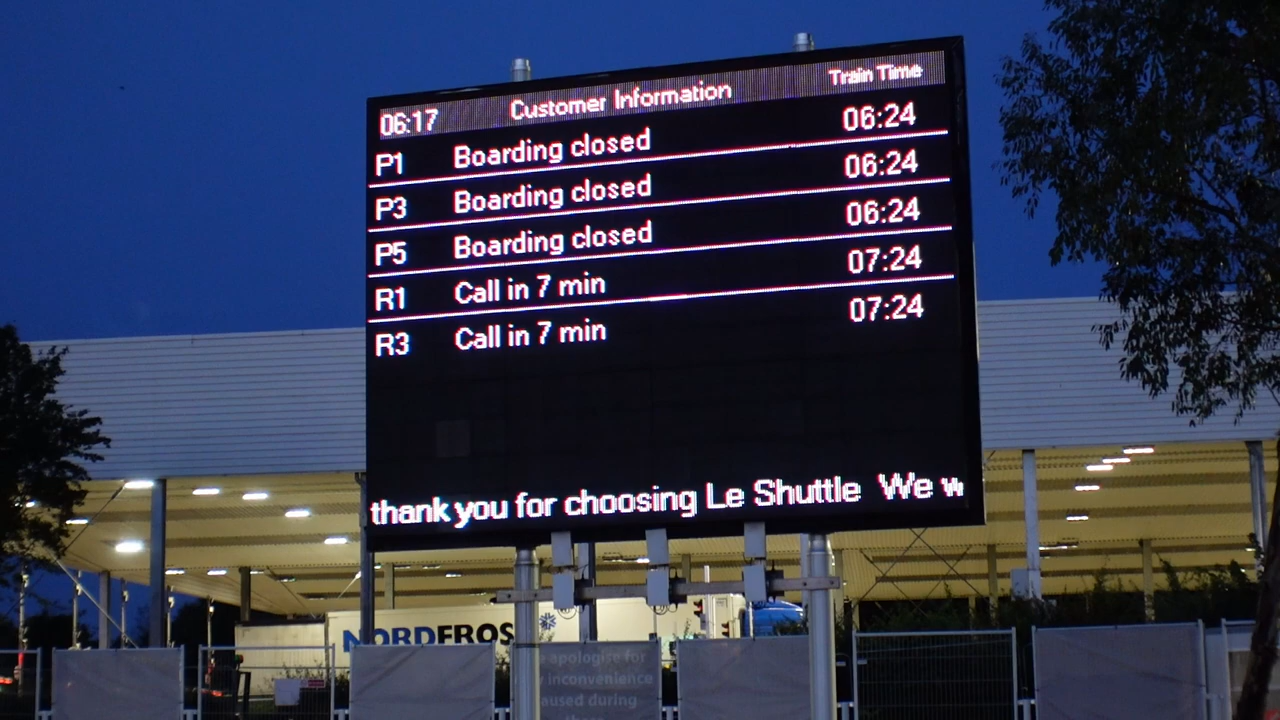 06:17 Customer Information Train Time
P1 Boarding closed 06:24
P3 Boarding closed 06:24
P5 Boarding closed 06:24
R1 Call in 7 min 07:24
R3 Call in 7 min 07:24
thank you for choosing Le Shuttle We w
NORDFROS
apologise for
inconvenience
aused during